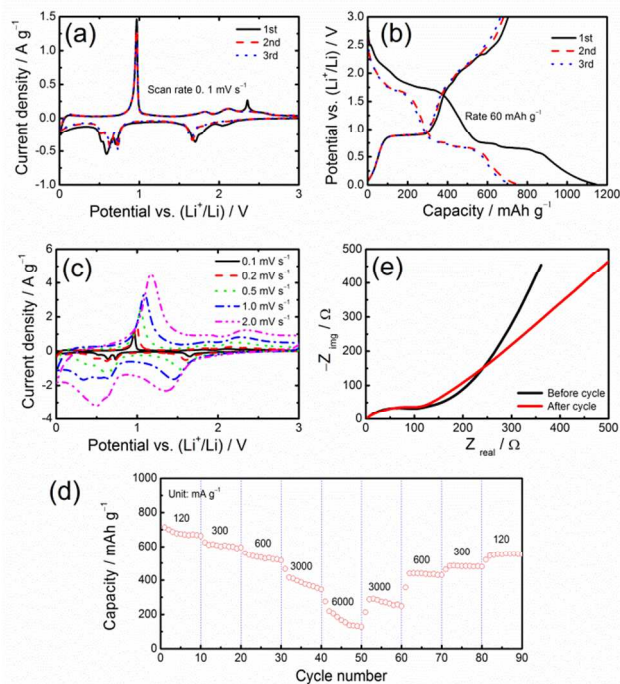 (a)
1st
2nd
3rd
Scan rate 0. 1 mV s⁻¹
1.5
1.0
0.5
0.0
-0.5
-1.0
Current density / A g⁻¹
0 1 2 3
Potential vs. (Li⁺/Li) / V
(b)
1st
2nd
3rd
Rate 60 mAh g⁻¹
3.0
2.5
2.0
1.5
1.0
0.5
0.0
Potential vs. (Li⁺/Li) / V
0 400 800 1200
Capacity / mAh g⁻¹
(c)
0.1 mV s⁻¹
0.2 mV s⁻¹
0.5 mV s⁻¹
1.0 mV s⁻¹
2.0 mV s⁻¹
6
4
2
0
-2
-4
Current density / A g⁻¹
0 1 2 3
Potential vs. (Li⁺/Li) / V
(e)
Before cycle
After cycle
-500
-400
-300
-200
-100
0
-Z img / Ω
0 100 200 300 400 500
Z real / Ω
(d)
Unit: mA g⁻¹
120 300 600 3000 6000 3000 600 300 120
1000
800
600
400
200
0
Capacity / mAh g⁻¹
0 10 20 30 40 50 60 70 80 90
Cycle number